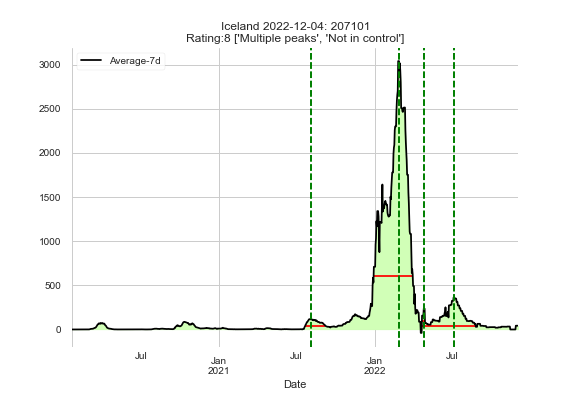 Iceland 2022-12-04: 207101
Rating:8 ['Multiple peaks', 'Not in control']
Average-7d
3000
2500
2000
1500
1000
500
0
Jul
Jan
2021
Jul
Jan
2022
Jul
Date